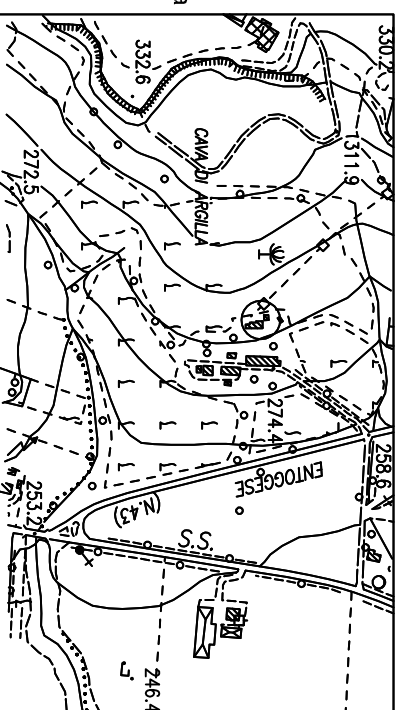 330.2
332.6
311.9
CAVA DI ARGILLA
272.5
274.4
258.6
ENTOGGESE
(N.43)
253.2
S.S.
246.4